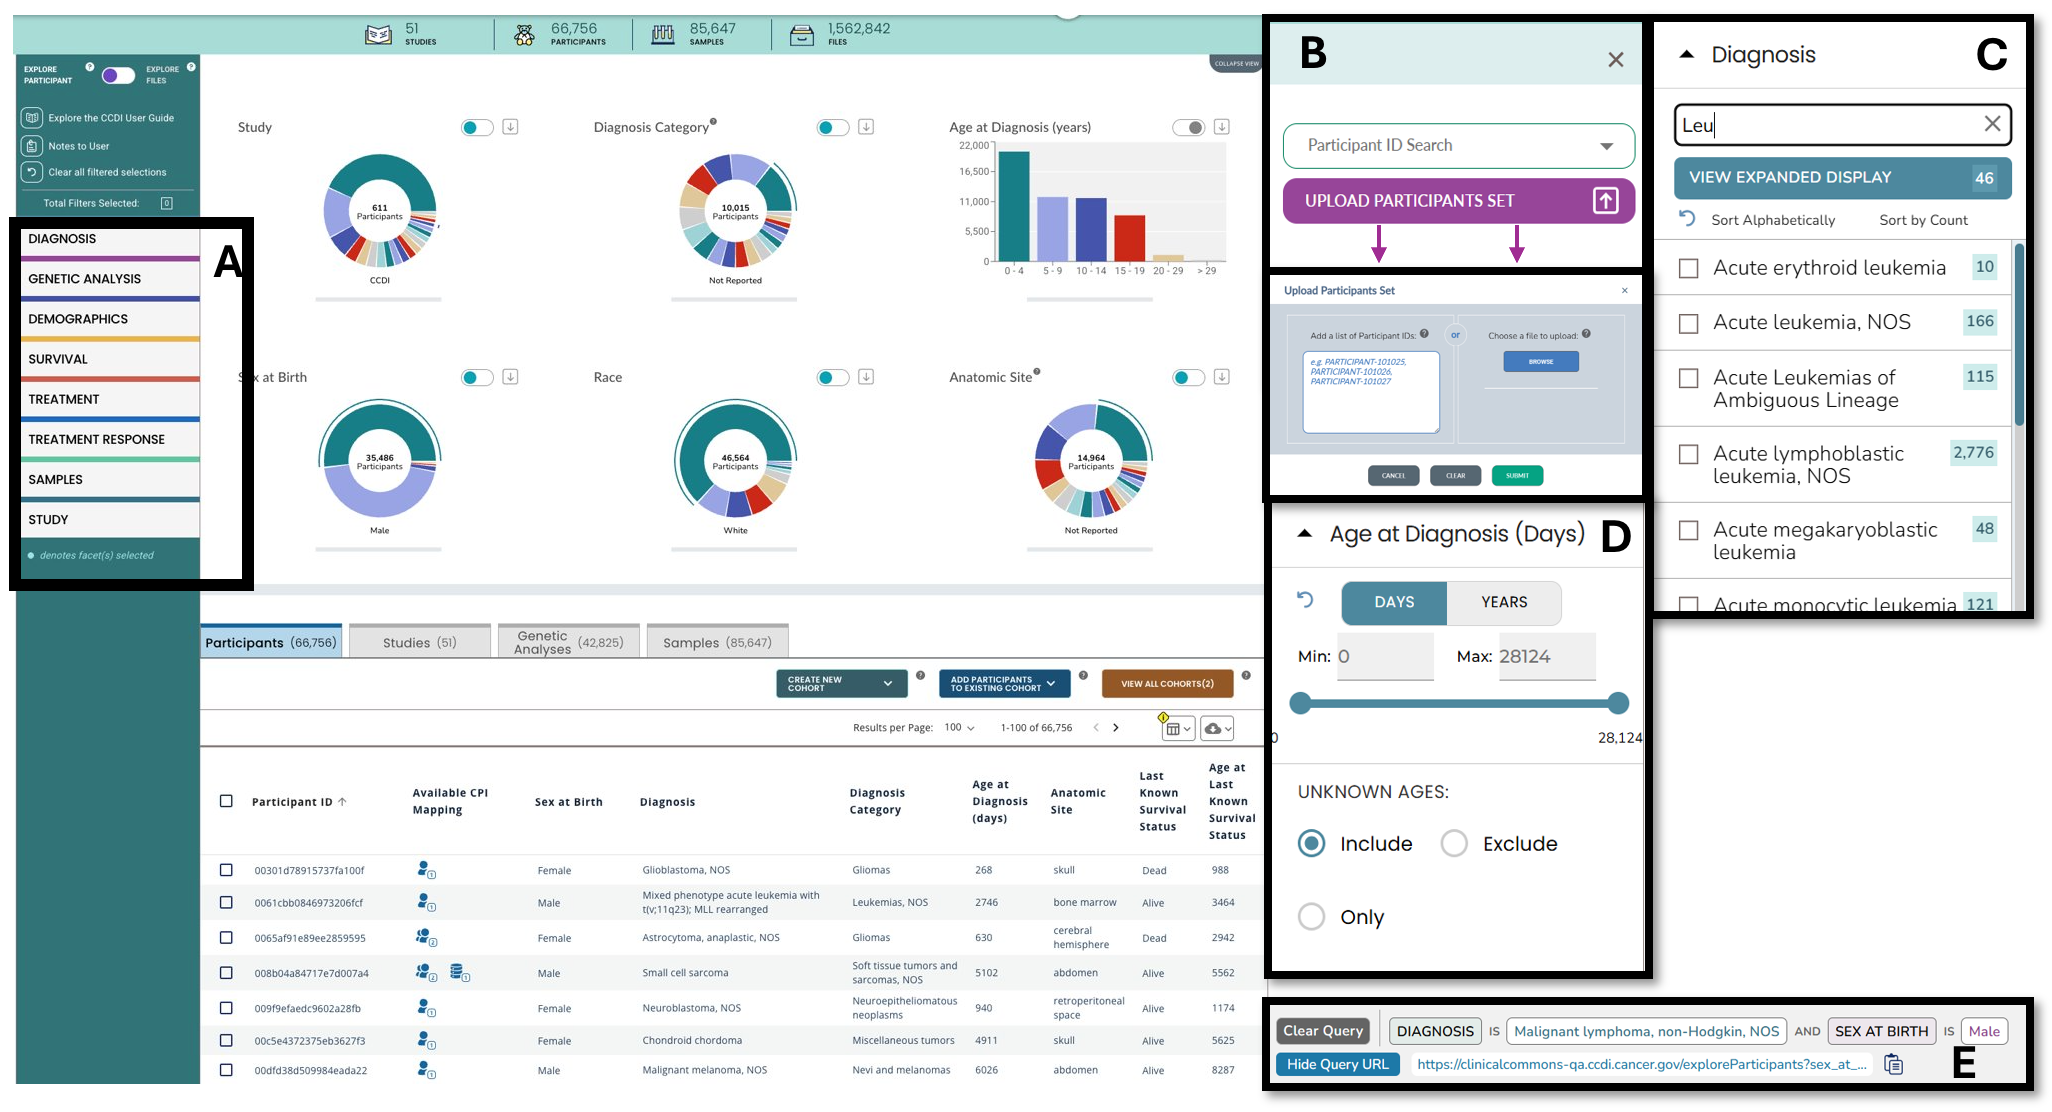 51
STUDIES
66,756
PARTICIPANTS
85,647
SAMPLES
1,562,842
FILES
EXPLORE
PARTICIPANT
?
EXPLORE
FILES
?
Explore the CCDI User Guide
Notes to User
Clear all filtered selections
Total Filters Selected: 0
A
DIAGNOSIS
GENETIC ANALYSIS
DEMOGRAPHICS
SURVIVAL
TREATMENT
TREATMENT RESPONSE
SAMPLES
STUDY
denotes facet(s) selected
COLLAPSE VIEW
Study
611
Participants
CCDI
Diagnosis Category ?
10,015
Participants
Not Reported
Age at Diagnosis (years)
22,000
16,500
11,000
5,500
0
0 - 4
5 - 9
10 - 14
15 - 19
20 - 29
> 29
Sex at Birth
35,486
Participants
Male
Race
46,564
Participants
White
Anatomic Site ?
14,964
Participants
Not Reported
Participants (66,756)
Studies (51)
Genetic
Analyses (42,825)
Samples (85,647)
CREATE NEW
COHORT
?
ADD PARTICIPANTS
TO EXISTING COHORT
?
VIEW ALL COHORTS(2)
?
Results per Page: 100
1-100 of 66,756
Participant ID
Available CPI
Mapping
Sex at Birth
Diagnosis
Diagnosis
Category
Age at
Diagnosis
(days)
Anatomic
Site
Last
Known
Survival
Status
Age at
Last
Known
Survival
Status
00301d78915737fa100f 1 Female Glioblastoma, NOS Gliomas 268 skull Dead 988
0061cbb0846973206fcf 1 Male Mixed phenotype acute leukemia with
t(v;11q23); MLL rearranged Leukemias, NOS 2746 bone marrow Alive 3464
0065af91e89ee2859595 2 Female Astrocytoma, anaplastic, NOS Gliomas 630 cerebral
hemisphere Dead 2942
008b04a84717e7d007a4 2 1 Male Small cell sarcoma Soft tissue tumors and
sarcomas, NOS 5102 abdomen Alive 5562
009f9efaedc9602a28fb 1 Female Neuroblastoma, NOS Neuroepitheliomatous
neoplasms 940 retroperitoneal
space Alive 1174
00c5e4372375eb3627f3 1 Female Chondroid chordoma Miscellaneous tumors 4911 skull Alive 5625
00dfd38d509984eada22 1 Male Malignant melanoma, NOS Nevi and melanomas 6026 abdomen Alive 8287
B
Participant ID Search
UPLOAD PARTICIPANTS SET
Upload Participants Set
Add a list of Participant IDs: ?
or
Choose a file to upload: ?
e.g. PARTICIPANT-101025,
PARTICIPANT-101026,
PARTICIPANT-101027
BROWSE
CANCEL
CLEAR
SUBMIT
Diagnosis
C
Leu
VIEW EXPANDED DISPLAY 46
Sort Alphabetically
Sort by Count
Acute erythroid leukemia 10
Acute leukemia, NOS 166
Acute Leukemias of
Ambiguous Lineage 115
Acute lymphoblastic
leukemia, NOS 2,776
Acute megakaryoblastic
leukemia 48
Acute monocytic leukemia 121
Age at Diagnosis (Days)
D
DAYS
YEARS
Min: 0
Max: 28124
0
28,124
UNKNOWN AGES:
Include
Exclude
Only
Clear Query
DIAGNOSIS IS Malignant lymphoma, non-Hodgkin, NOS AND SEX AT BIRTH IS Male
Hide Query URL
https://clinicalcommons-qa.ccdi.cancer.gov/exploreParticipants?sex_at_...
E